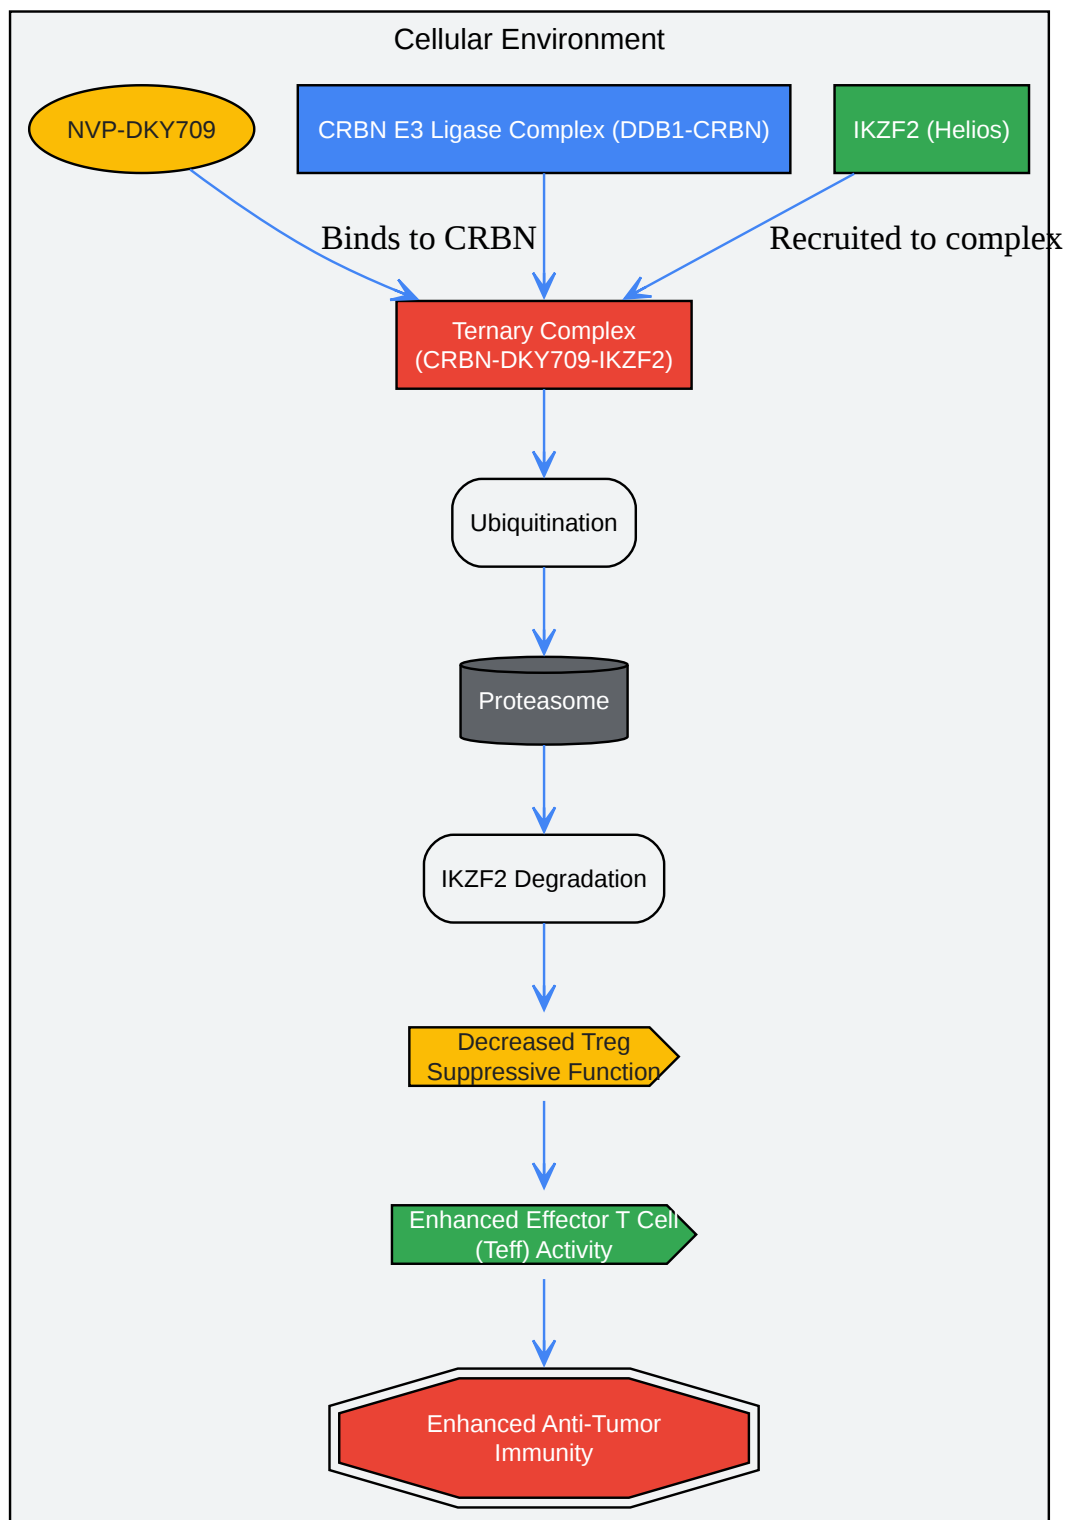 Cellular Environment
NVP-DKY709
CRBN E3 Ligase Complex (DDB1-CRBN)
IKZF2 (Helios)
Binds to CRBN
Recruited to complex
Ternary Complex
(CRBN-DKY709-IKZF2)
Ubiquitination
Proteasome
IKZF2 Degradation
Decreased Treg
Suppressive Function
Enhanced Effector T Cell
(Teff) Activity
Enhanced Anti-Tumor
Immunity